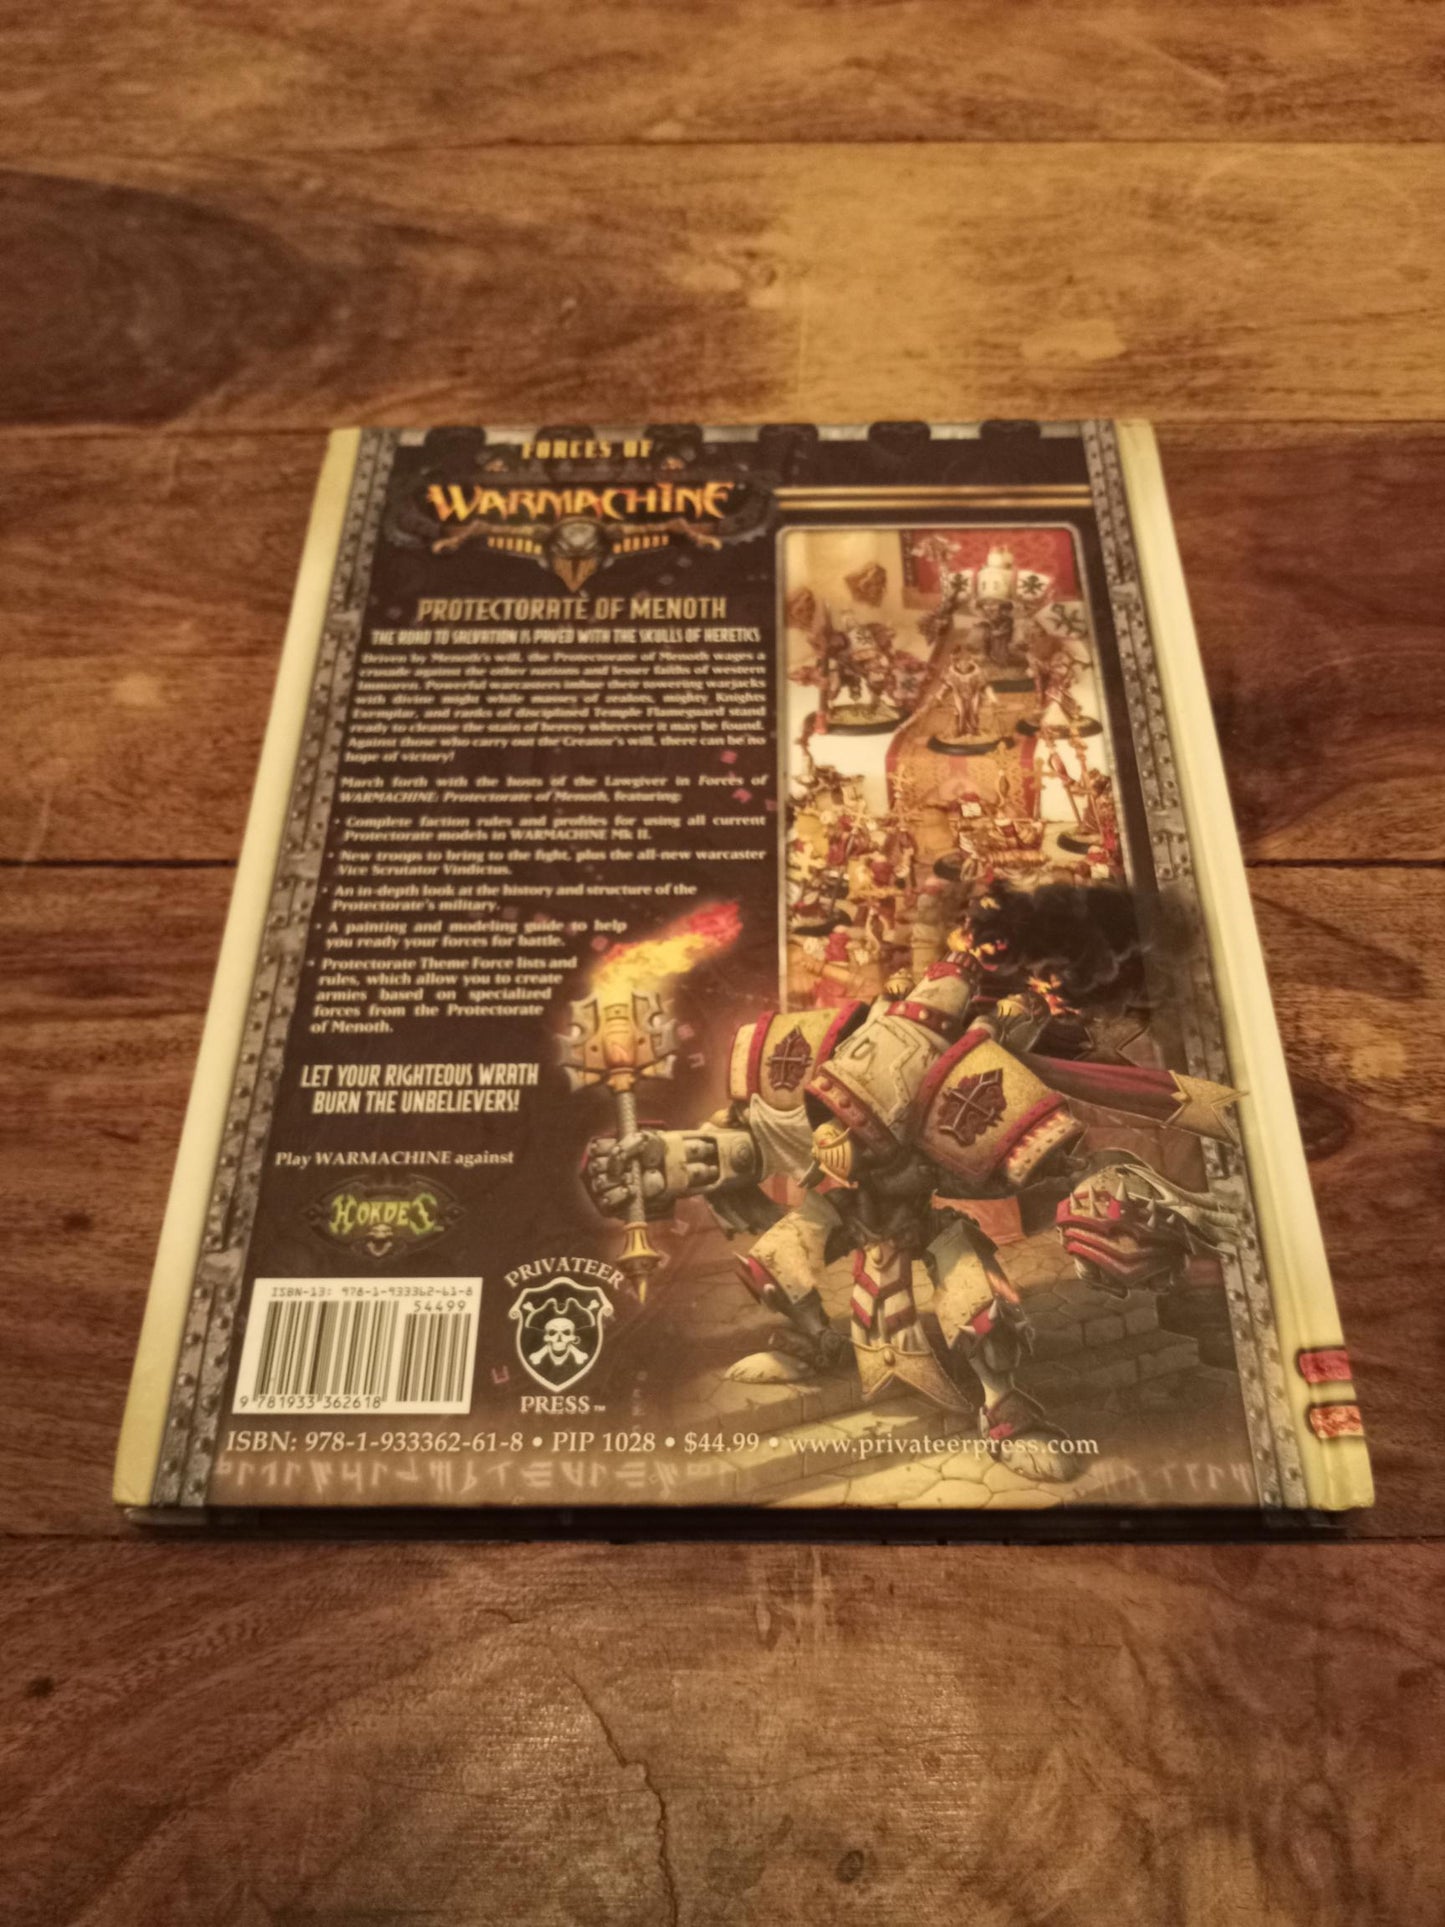 FORCES OF
WARMACHINE
PROTECTORATE OF MENOTH
THE ROAD TO SALVATION IS PAVED WITH THE SKULLS OF HERETICS
Driven by Menoth's will, the Protectorate of Menoth wages a
crusade against the other nations and lesser faiths of western
Immoren. Powerful warcasters imbue their towering warjacks
with divine might while masses of zealots, mighty Knights
Exemplar, and ranks of disciplined Temple Flameguard stand
ready to cleanse the stain of heresy wherever it may be found.
Against those who carry out the Creator's will, there can be no
hope of victory!
March forth with the hosts of the Lawgiver in Forces of
WARMACHINE: Protectorate of Menoth, featuring:
• Complete faction rules and profiles for using all current
Protectorate models in WARMACHINE Mk II.
• New troops to bring to the fight, plus the all-new warcaster
Vice Scrutator Vindictus.
• An in-depth look at the history and structure of the
Protectorate's military.
• A painting and modeling guide to help
you ready your forces for battle.
• Protectorate Theme Force lists and
rules, which allow you to create
armies based on specialized
forces from the Protectorate
of Menoth.
LET YOUR RIGHTEOUS WRATH
BURN THE UNBELIEVERS!
Play WARMACHINE against
HORDES
ISBN-13: 978-1-933362-61-8
54499
9 781933 362618
PRIVATEER
PRESS™
ISBN: 978-1-933362-61-8 • PIP 1028 • $44.99 • www.privateerpress.com